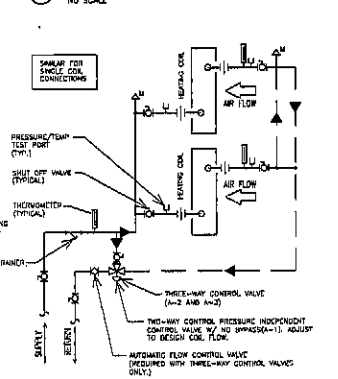 NO SCALE
SIMILAR FOR
SINGLE COIL
CONNECTIONS
M
M
HEATING COIL
AIR FLOW
PRESSURE/TEMP
TEST PORT
(TYP.)
HEATING COIL
AIR FLOW
SHUT OFF VALVE
(TYPICAL)
THERMOMETER
(TYPICAL)
NG
RAINER
THREE-WAY CONTROL VALVE
(A-2 AND A-3)
TWO-WAY CONTROL PRESSURE INDEPENDENT
CONTROL VALVE W/ NO BYPASS(A-1). ADJUST
TO DESIGN COIL FLOW.
SUPPLY
RETURN
AUTOMATIC FLOW CONTROL VALVE
(REQUIRED WITH THREE-WAY CONTROL VALVES
ONLY.)